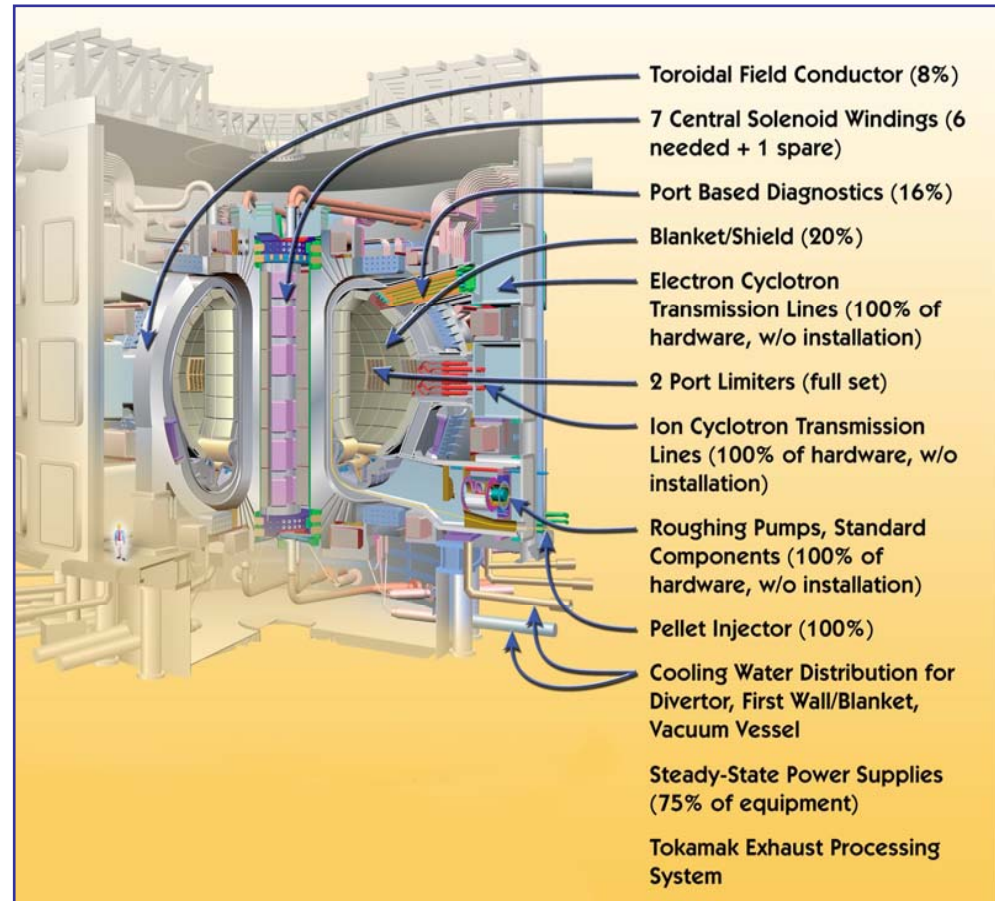 Toroidal Field Conductor (8%)
7 Central Solenoid Windings (6
needed + 1 spare)
Port Based Diagnostics (16%)
Blanket/Shield (20%)
Electron Cyclotron
Transmission Lines (100% of
hardware, w/o installation)
2 Port Limiters (full set)
Ion Cyclotron Transmission
Lines (100% of hardware, w/o
installation)
Roughing Pumps, Standard
Components (100% of
hardware, w/o installation)
Pellet Injector (100%)
Cooling Water Distribution for
Divertor, First Wall/Blanket,
Vacuum Vessel
Steady-State Power Supplies
(75% of equipment)
Tokamak Exhaust Processing
System